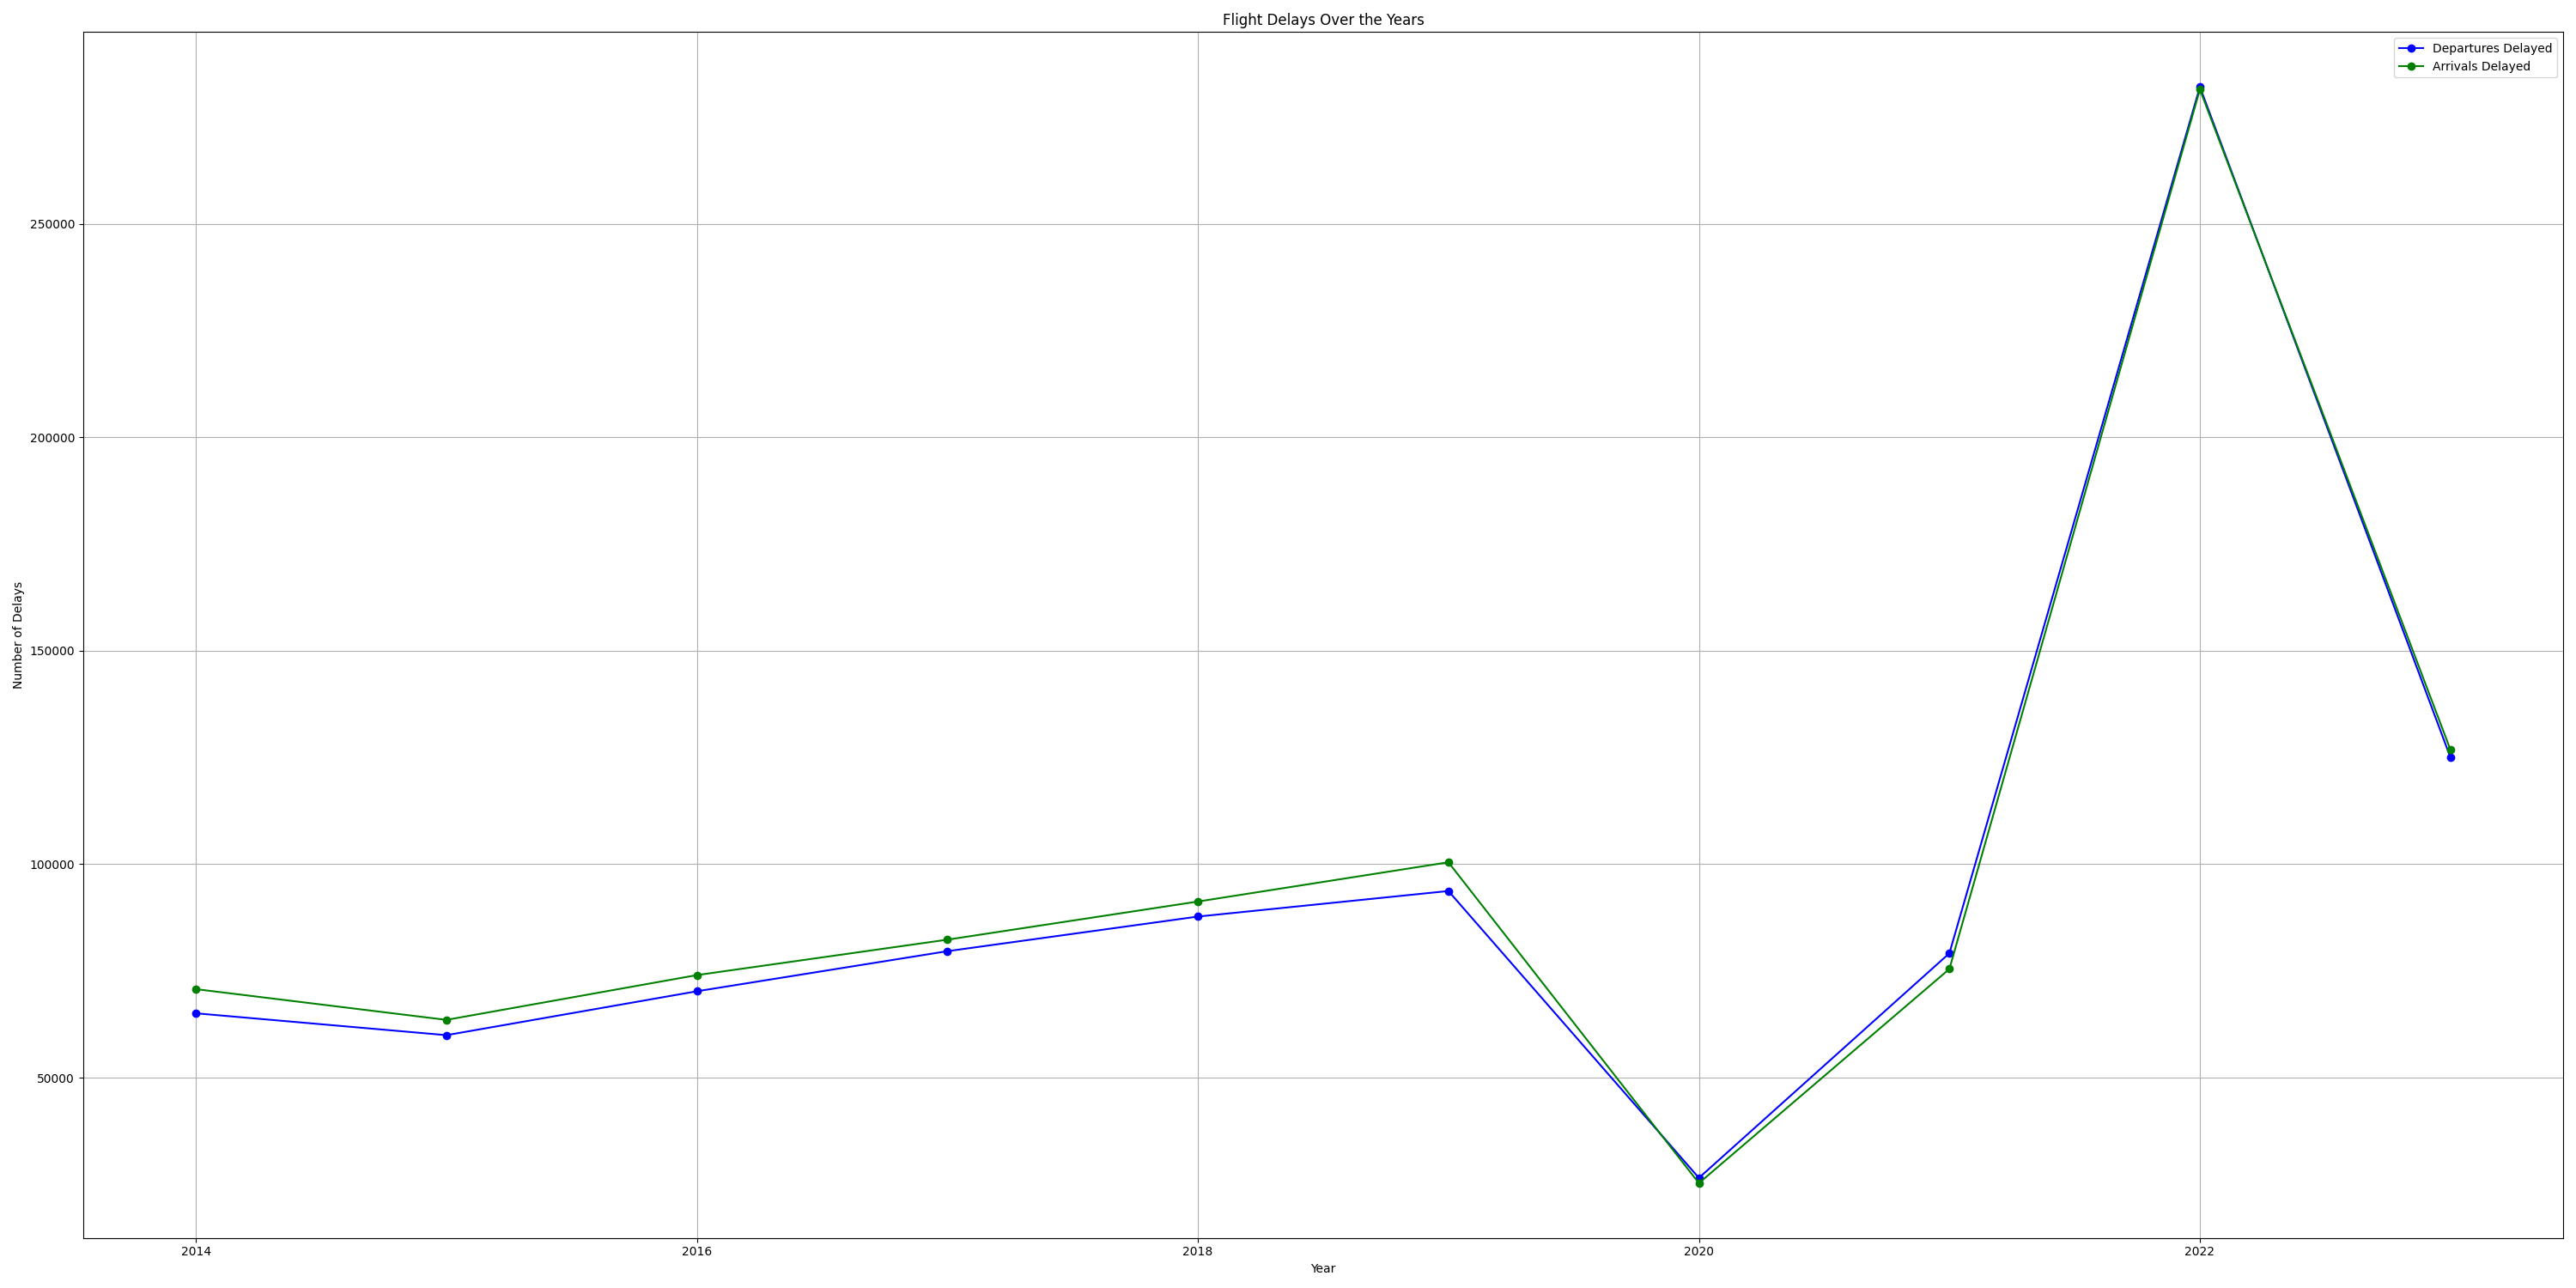 Flight Delays Over the Years
Departures Delayed
Arrivals Delayed
250000
200000
150000
100000
50000
Number of Delays
2014
2016
2018
2020
2022
Year